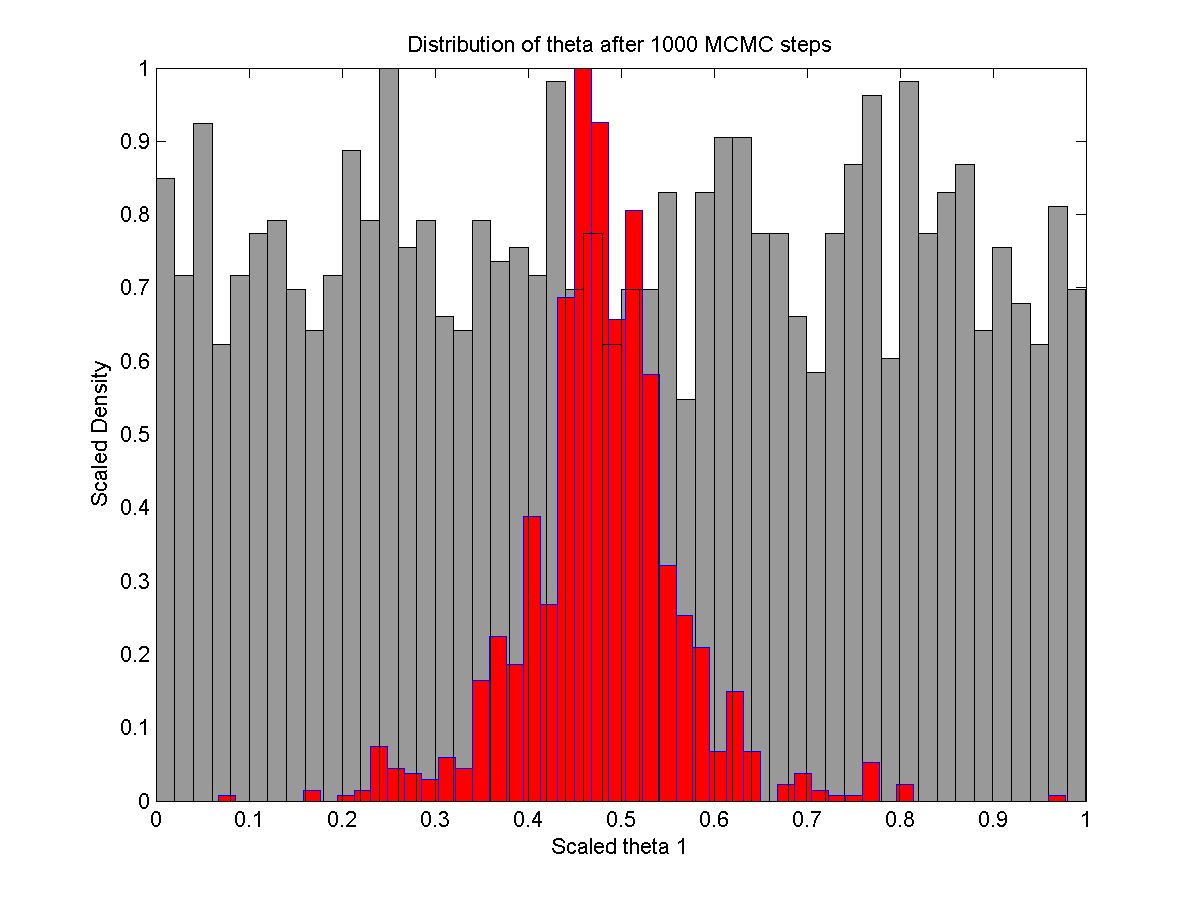 Distribution of theta after 1000 MCMC steps
1
0.9
0.8
0.7
0.6
0.5
0.4
0.3
0.2
0.1
0
Scaled Density
0 0.1 0.2 0.3 0.4 0.5 0.6 0.7 0.8 0.9 1
Scaled theta 1